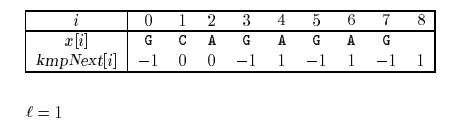 i 0 1 2 3 4 5 6 7 8
x[i] G C A G A G A G
kmpNext[i] −1 0 0 −1 1 −1 1 −1 1
ℓ = 1